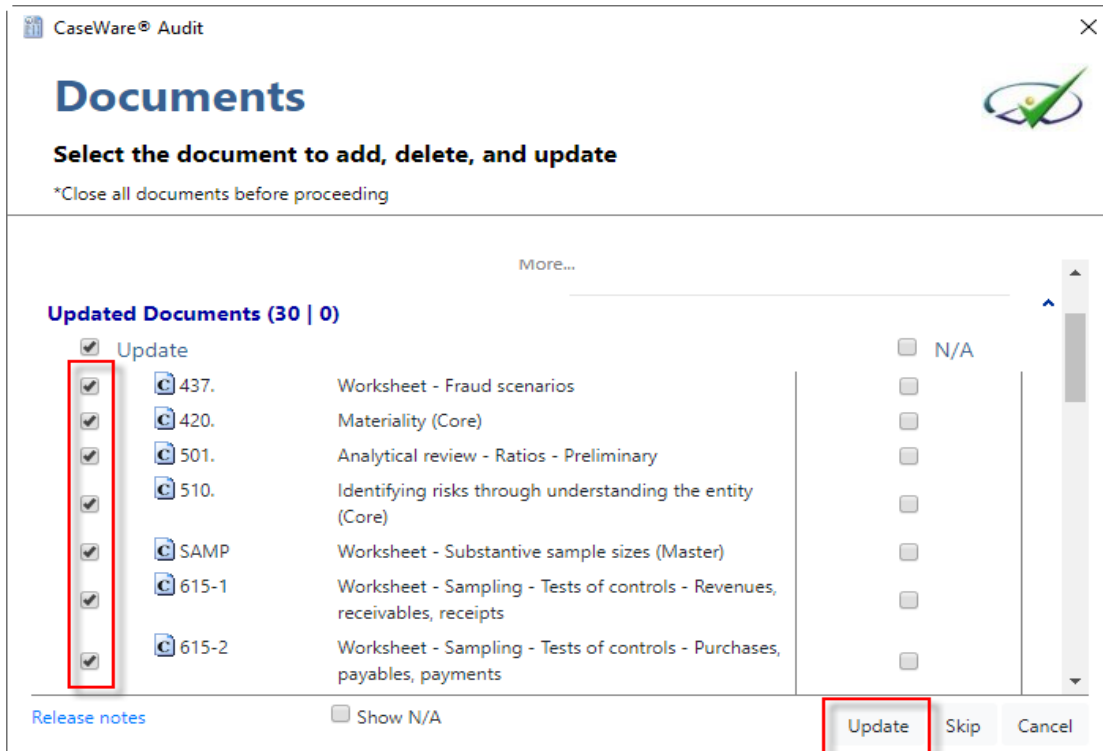 CaseWare® Audit
Documents
Select the document to add, delete, and update
*Close all documents before proceeding
More...
Updated Documents (30 | 0)
Update N/A
437. Worksheet - Fraud scenarios
420. Materiality (Core)
501. Analytical review - Ratios - Preliminary
510. Identifying risks through understanding the entity
(Core)
SAMP Worksheet - Substantive sample sizes (Master)
615-1 Worksheet - Sampling - Tests of controls - Revenues,
receivables, receipts
615-2 Worksheet - Sampling - Tests of controls - Purchases,
payables, payments
Release notes Show N/A Update Skip Cancel